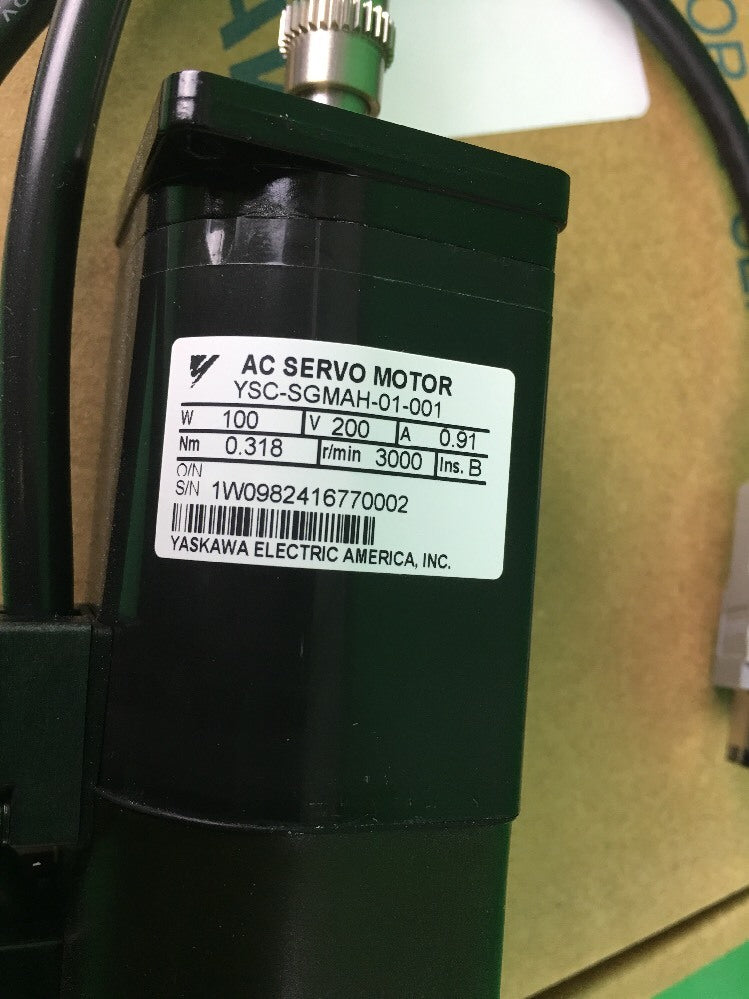 AC SERVO MOTOR
YSC-SGMAH-01-001
W 100 V 200 A 0.91
Nm 0.318 r/min 3000 Ins. B
O/N
S/N 1W0982416770002
YASKAWA ELECTRIC AMERICA, INC.